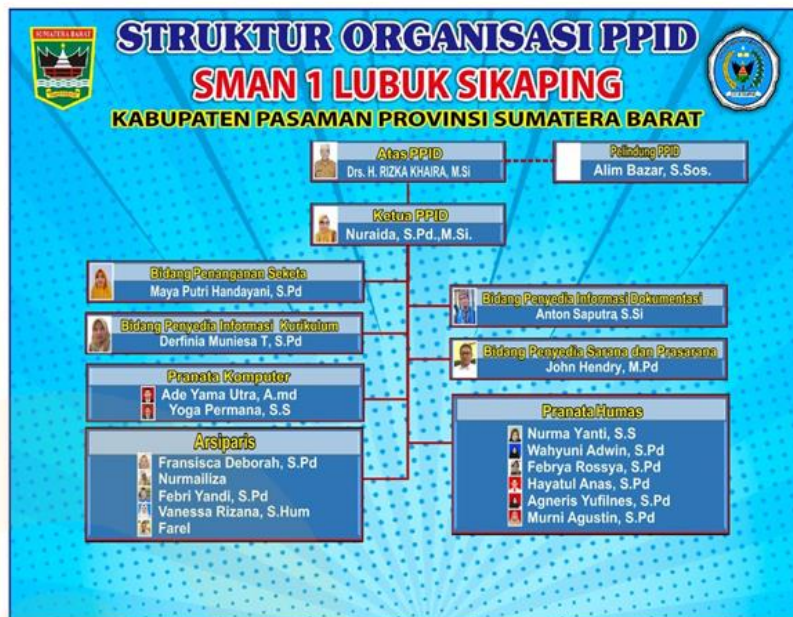 SUMATERA BARAT
STRUKTUR ORGANISASI PPID
SMAN 1 LUBUK SIKAPING
KABUPATEN PASAMAN PROVINSI SUMATERA BARAT
Atas PPID
Drs. H. RIZKA KHAIRA, M.Si
Pelindung PPID
Alim Bazar, S.Sos.
Ketua PPID
Nuraida, S.Pd.,M.Si.
Bidang Penanganan Seketa
Maya Putri Handayani, S.Pd
Bidang Penyedia Informasi Dokumentasi
Anton Saputra, S.Si
Bidang Penyedia Informasi Kurikulum
Derfinia Muniesa T, S.Pd
Bidang Penyedia Sarana dan Prasarana
John Hendry, M.Pd
Pranata Komputer
Ade Yama Utra, A.md
Yoga Permana, S.S
Pranata Humas
Nurma Yanti, S.S
Wahyuni Adwin, S.Pd
Febrya Rossya, S.Pd
Hayatul Anas, S.Pd
Agneris Yufilnes, S.Pd
Murni Agustin, S.Pd
Arsiparis
Fransisca Deborah, S.Pd
Nurmailiza
Febri Yandi, S.Pd
Vanessa Rizana, S.Hum
Farel